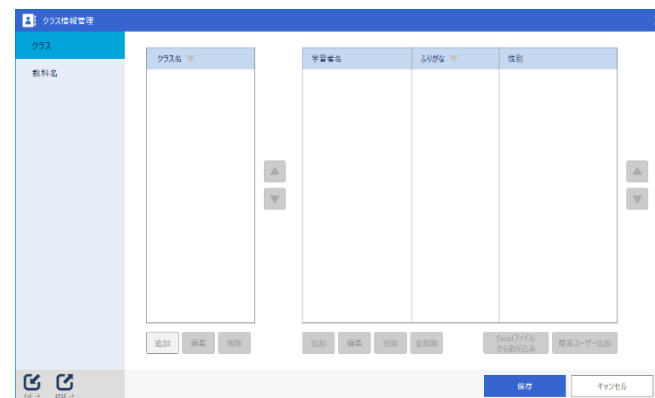 クラス情報管理
クラス
教科名
クラス名 ▼
学習者名 ふりがな ▼ 性別
追加 編集 削除
追加 編集 削除 全削除 Excelファイルから取り込み 簡易ユーザー追加
保存 キャンセル